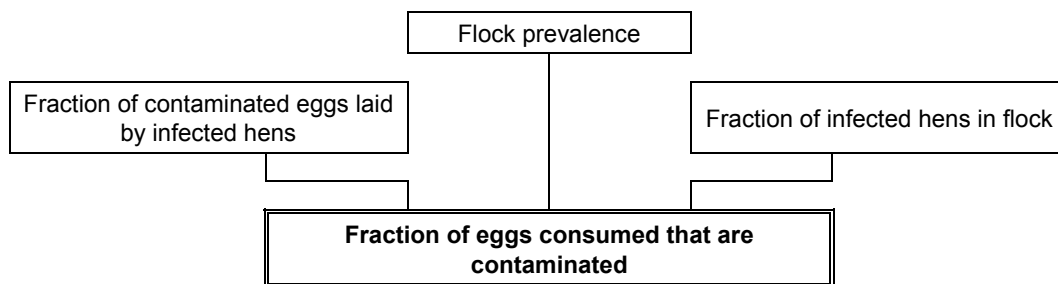 Flock prevalence
Fraction of contaminated eggs laid
by infected hens
Fraction of infected hens in flock
Fraction of eggs consumed that are
contaminated